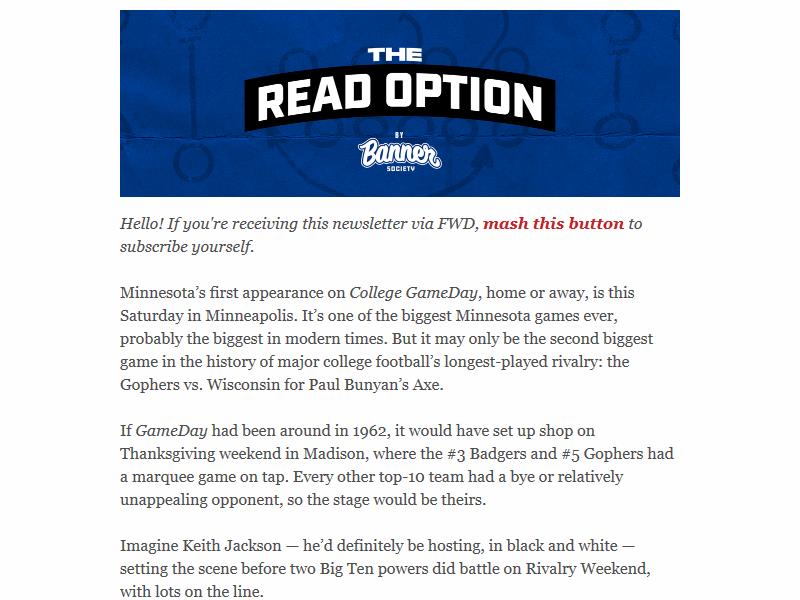 THE
READ OPTION
BY
Banner
SOCIETY
Hello! If you're receiving this newsletter via FWD, mash this button to
subscribe yourself.
Minnesota’s first appearance on College GameDay, home or away, is this
Saturday in Minneapolis. It’s one of the biggest Minnesota games ever,
probably the biggest in modern times. But it may only be the second biggest
game in the history of major college football’s longest-played rivalry: the
Gophers vs. Wisconsin for Paul Bunyan’s Axe.
If GameDay had been around in 1962, it would have set up shop on
Thanksgiving weekend in Madison, where the #3 Badgers and #5 Gophers had
a marquee game on tap. Every other top-10 team had a bye or relatively
unappealing opponent, so the stage would be theirs.
Imagine Keith Jackson — he’d definitely be hosting, in black and white —
setting the scene before two Big Ten powers did battle on Rivalry Weekend,
with lots on the line.